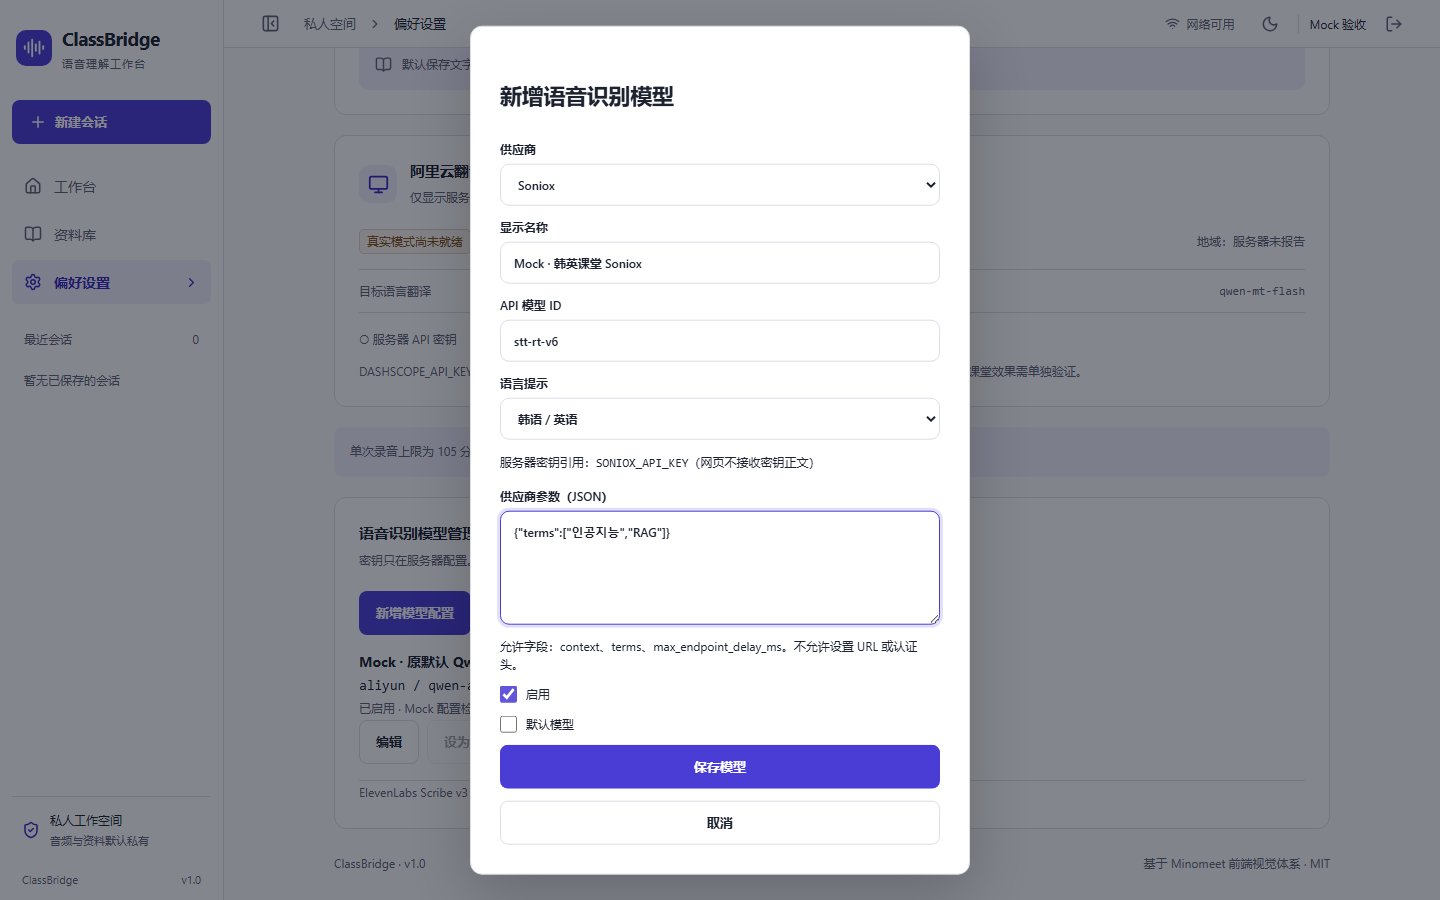 ClassBridge
语音理解工作台
新建会话
工作台
资料库
偏好设置
最近会话
0
暂无已保存的会话
私人工作空间
音频与资料默认私有
ClassBridge
v1.0
私人空间
偏好设置
网络可用
Mock 验收
默认保存文字
阿里云翻
仅显示服务
真实模式尚未就绪
地域：服务器未报告
目标语言翻译
qwen-mt-flash
服务器 API 密钥
DASHSCOPE_API_KEY
课堂效果需单独验证。
单次录音上限为 105 分
语音识别模型管理
密钥只在服务器配置。
新增模型配置
Mock · 原默认 Qw
aliyun / qwen-a
已启用 · Mock 配置检
编辑
设为
ElevenLabs Scribe v3
ClassBridge · v1.0
基于 Minomeet 前端视觉体系 · MIT
新增语音识别模型
供应商
Soniox
显示名称
Mock · 韩英课堂 Soniox
API 模型 ID
stt-rt-v6
语言提示
韩语 / 英语
服务器密钥引用：SONIOX_API_KEY（网页不接收密钥正文）
供应商参数（JSON）
{"terms":["인공지능","RAG"]}
允许字段：context、terms、max_endpoint_delay_ms。不允许设置 URL 或认证
头。
启用
默认模型
保存模型
取消